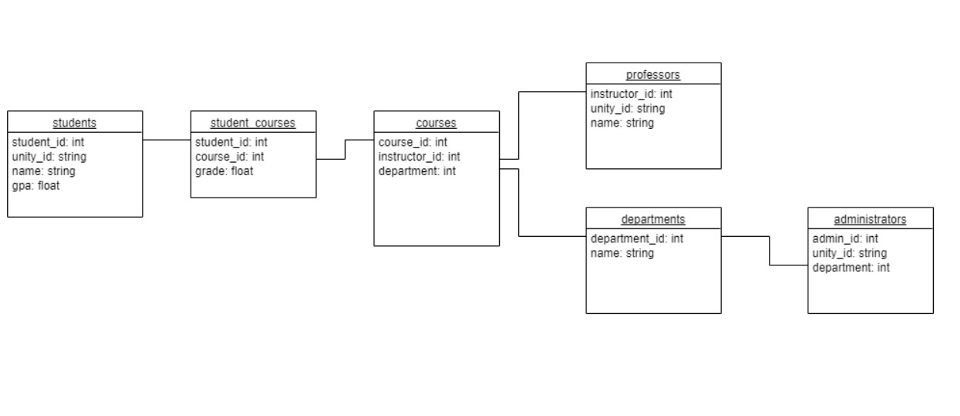 students
student_id: int
unity_id: string
name: string
gpa: float
student_courses
student_id: int
course_id: int
grade: float
courses
course_id: int
instructor_id: int
department: int
professors
instructor_id: int
unity_id: string
name: string
departments
department_id: int
name: string
administrators
admin_id: int
unity_id: string
department: int